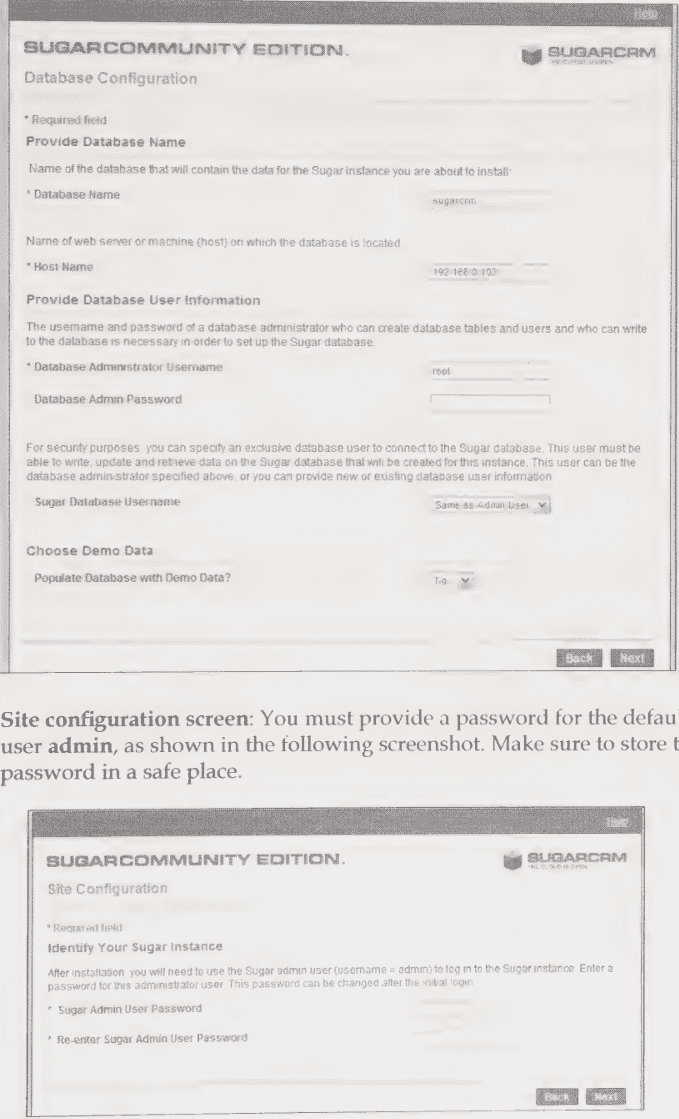 Help
SUGARCOMMUNITY EDITION.
SUGARCRM
Database Configuration
* Required field
Provide Database Name
Name of the database that will contain the data for the Sugar instance you are about to install:
* Database Name
sugarcrm
Name of web server or machine (host) on which the database is located
* Host Name
192.168.0.103
Provide Database User Information
The username and password of a database administrator who can create database tables and users and who can write
to the database is necessary in order to set up the Sugar database.
* Database Administrator Username
root
Database Admin Password
For security purposes, you can specify an exclusive database user to connect to the Sugar database. This user must be
able to write, update and retrieve data on the Sugar database that will be created for this instance. This user can be the
database administrator specified above, or you can provide new or existing database user information
Sugar Database Username
Same as Admin User
Choose Demo Data
Populate Database with Demo Data?
No
Back Next
Site configuration screen: You must provide a password for the defau
user admin, as shown in the following screenshot. Make sure to store t
password in a safe place.
Help
SUGARCOMMUNITY EDITION.
SUGARCRM
Site Configuration
* Required field
Identify Your Sugar Instance
After installation, you will need to use the Sugar admin user (username = admin) to log in to the Sugar instance. Enter a
password for this administrator user. This password can be changed after the initial login
* Sugar Admin User Password
* Re-enter Sugar Admin User Password
Back Next